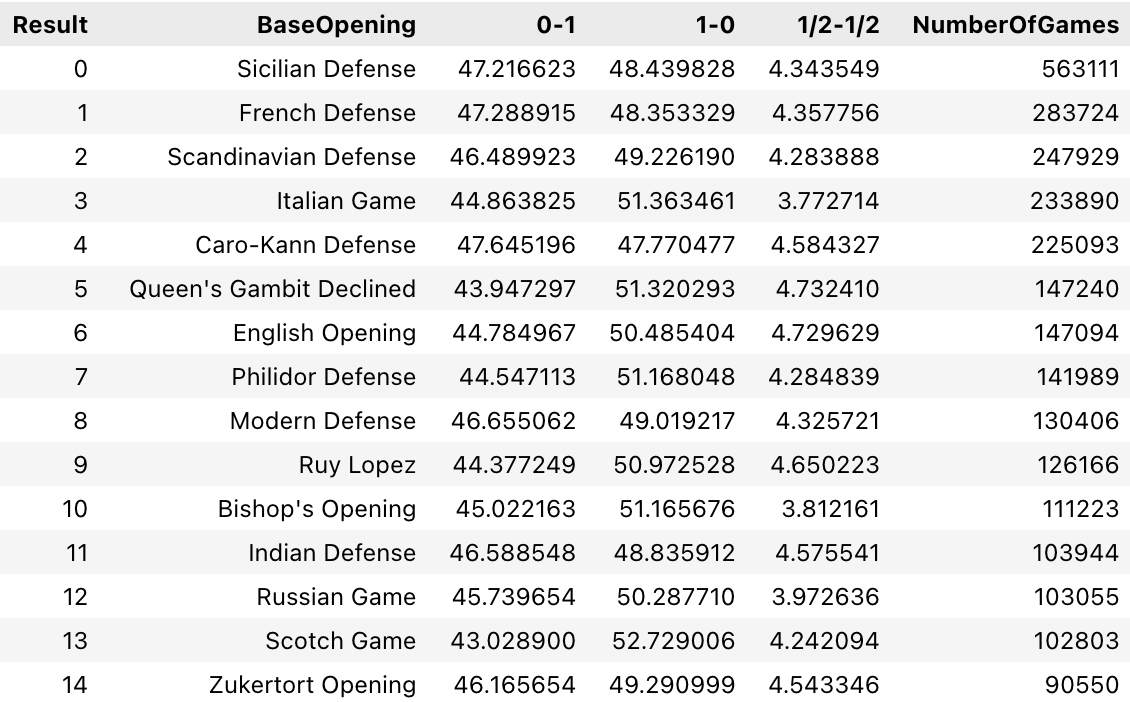 Result BaseOpening 0-1 1-0 1/2-1/2 NumberOfGames
0 Sicilian Defense 47.216623 48.439828 4.343549 563111
1 French Defense 47.288915 48.353329 4.357756 283724
2 Scandinavian Defense 46.489923 49.226190 4.283888 247929
3 Italian Game 44.863825 51.363461 3.772714 233890
4 Caro-Kann Defense 47.645196 47.770477 4.584327 225093
5 Queen's Gambit Declined 43.947297 51.320293 4.732410 147240
6 English Opening 44.784967 50.485404 4.729629 147094
7 Philidor Defense 44.547113 51.168048 4.284839 141989
8 Modern Defense 46.655062 49.019217 4.325721 130406
9 Ruy Lopez 44.377249 50.972528 4.650223 126166
10 Bishop's Opening 45.022163 51.165676 3.812161 111223
11 Indian Defense 46.588548 48.835912 4.575541 103944
12 Russian Game 45.739654 50.287710 3.972636 103055
13 Scotch Game 43.028900 52.729006 4.242094 102803
14 Zukertort Opening 46.165654 49.290999 4.543346 90550